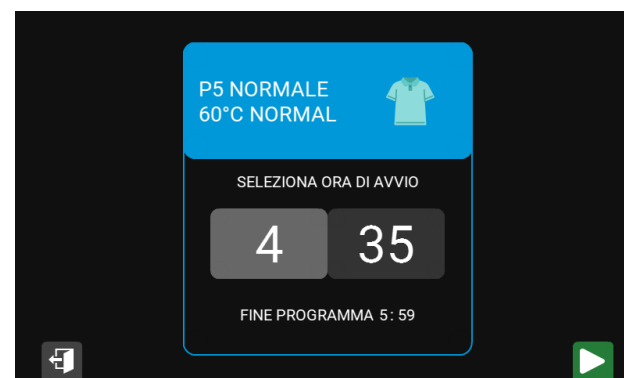 P5 NORMALE
60°C NORMAL
SELEZIONA ORA DI AVVIO
4 35
FINE PROGRAMMA 5:59